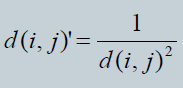 d(i, j)' = 1 / d(i, j)²